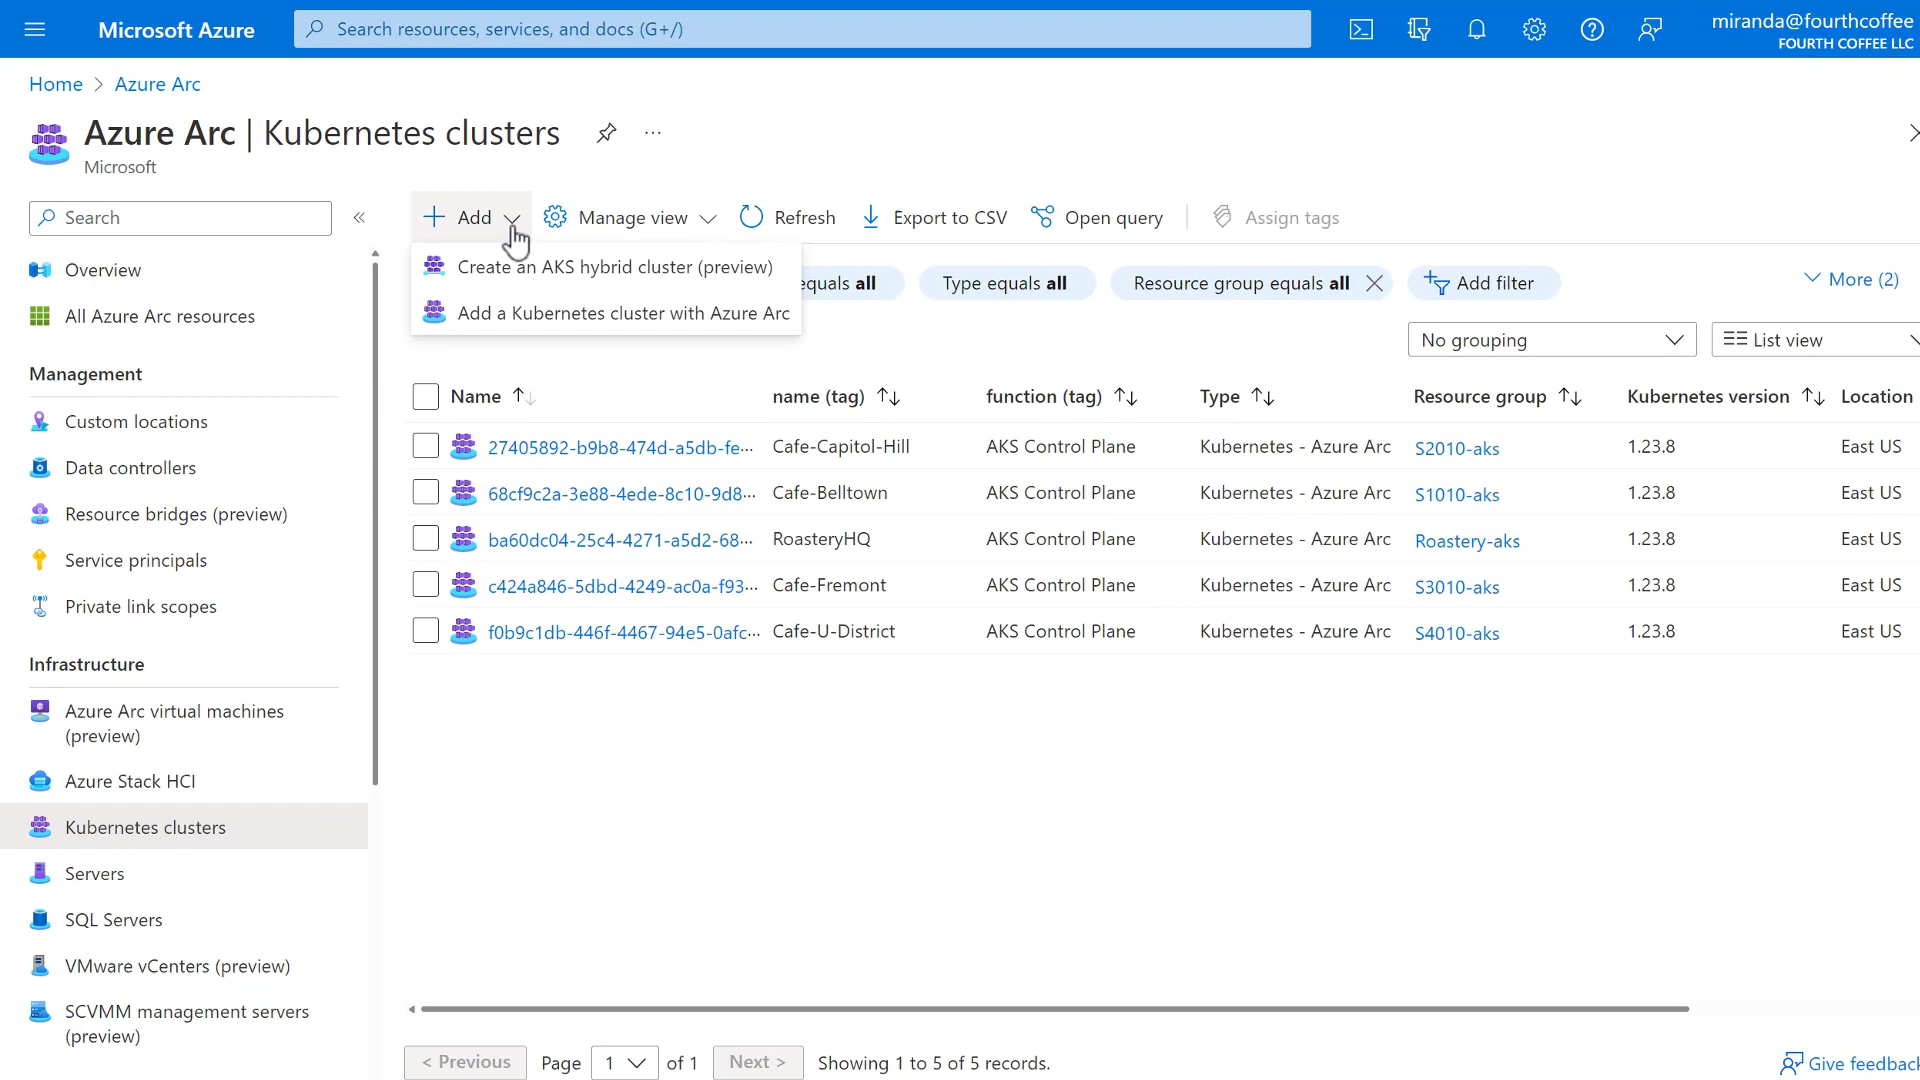 Microsoft Azure
Search resources, services, and docs (G+/)
miranda@fourthcoffee
FOURTH COFFEE LLC
Home > Azure Arc
Azure Arc | Kubernetes clusters
...
Microsoft
Search
«
Add
Manage view
Refresh
Export to CSV
Open query
Assign tags
Create an AKS hybrid cluster (preview)
Add a Kubernetes cluster with Azure Arc
equals all
Type equals all
Resource group equals all
Add filter
More (2)
No grouping
List view
Overview
All Azure Arc resources
Management
Custom locations
Data controllers
Resource bridges (preview)
Service principals
Private link scopes
Infrastructure
Azure Arc virtual machines
(preview)
Azure Stack HCI
Kubernetes clusters
Servers
SQL Servers
VMware vCenters (preview)
SCVMM management servers
(preview)
Name name (tag) function (tag) Type Resource group Kubernetes version Location
27405892-b9b8-474d-a5db-fe... Cafe-Capitol-Hill AKS Control Plane Kubernetes - Azure Arc S2010-aks 1.23.8 East US
68cf9c2a-3e88-4ede-8c10-9d8... Cafe-Belltown AKS Control Plane Kubernetes - Azure Arc S1010-aks 1.23.8 East US
ba60dc04-25c4-4271-a5d2-68... RoasteryHQ AKS Control Plane Kubernetes - Azure Arc Roastery-aks 1.23.8 East US
c424a846-5dbd-4249-ac0a-f93... Cafe-Fremont AKS Control Plane Kubernetes - Azure Arc S3010-aks 1.23.8 East US
f0b9c1db-446f-4467-94e5-0afc... Cafe-U-District AKS Control Plane Kubernetes - Azure Arc S4010-aks 1.23.8 East US
< Previous Page 1 of 1 Next > Showing 1 to 5 of 5 records.
Give feedback